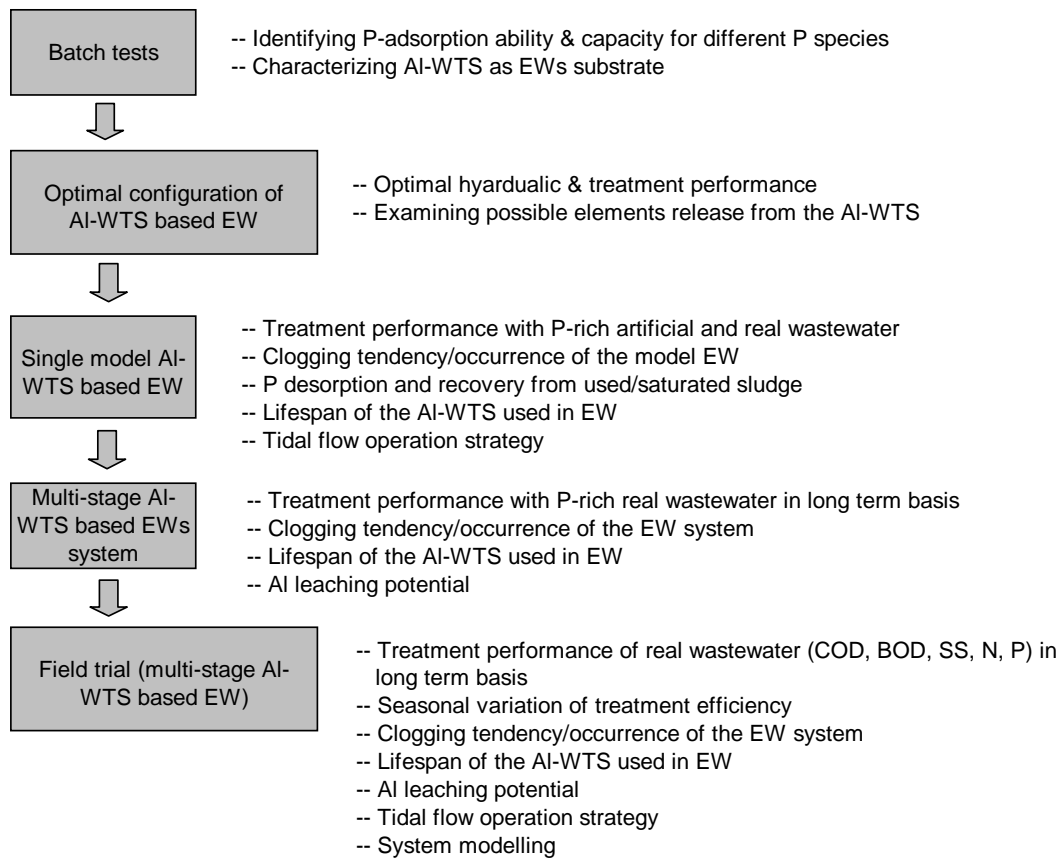 Batch tests
-- Identifying P-adsorption ability & capacity for different P species
-- Characterizing Al-WTS as EWs substrate
Optimal configuration of
Al-WTS based EW
-- Optimal hyardualic & treatment performance
-- Examining possible elements release from the Al-WTS
Single model Al-
WTS based EW
-- Treatment performance with P-rich artificial and real wastewater
-- Clogging tendency/occurrence of the model EW
-- P desorption and recovery from used/saturated sludge
-- Lifespan of the Al-WTS used in EW
-- Tidal flow operation strategy
Multi-stage Al-
WTS based EWs
system
-- Treatment performance with P-rich real wastewater in long term basis
-- Clogging tendency/occurrence of the EW system
-- Lifespan of the Al-WTS used in EW
-- Al leaching potential
Field trial (multi-stage Al-
WTS based EW)
-- Treatment performance of real wastewater (COD, BOD, SS, N, P) in
long term basis
-- Seasonal variation of treatment efficiency
-- Clogging tendency/occurrence of the EW system
-- Lifespan of the Al-WTS used in EW
-- Al leaching potential
-- Tidal flow operation strategy
-- System modelling